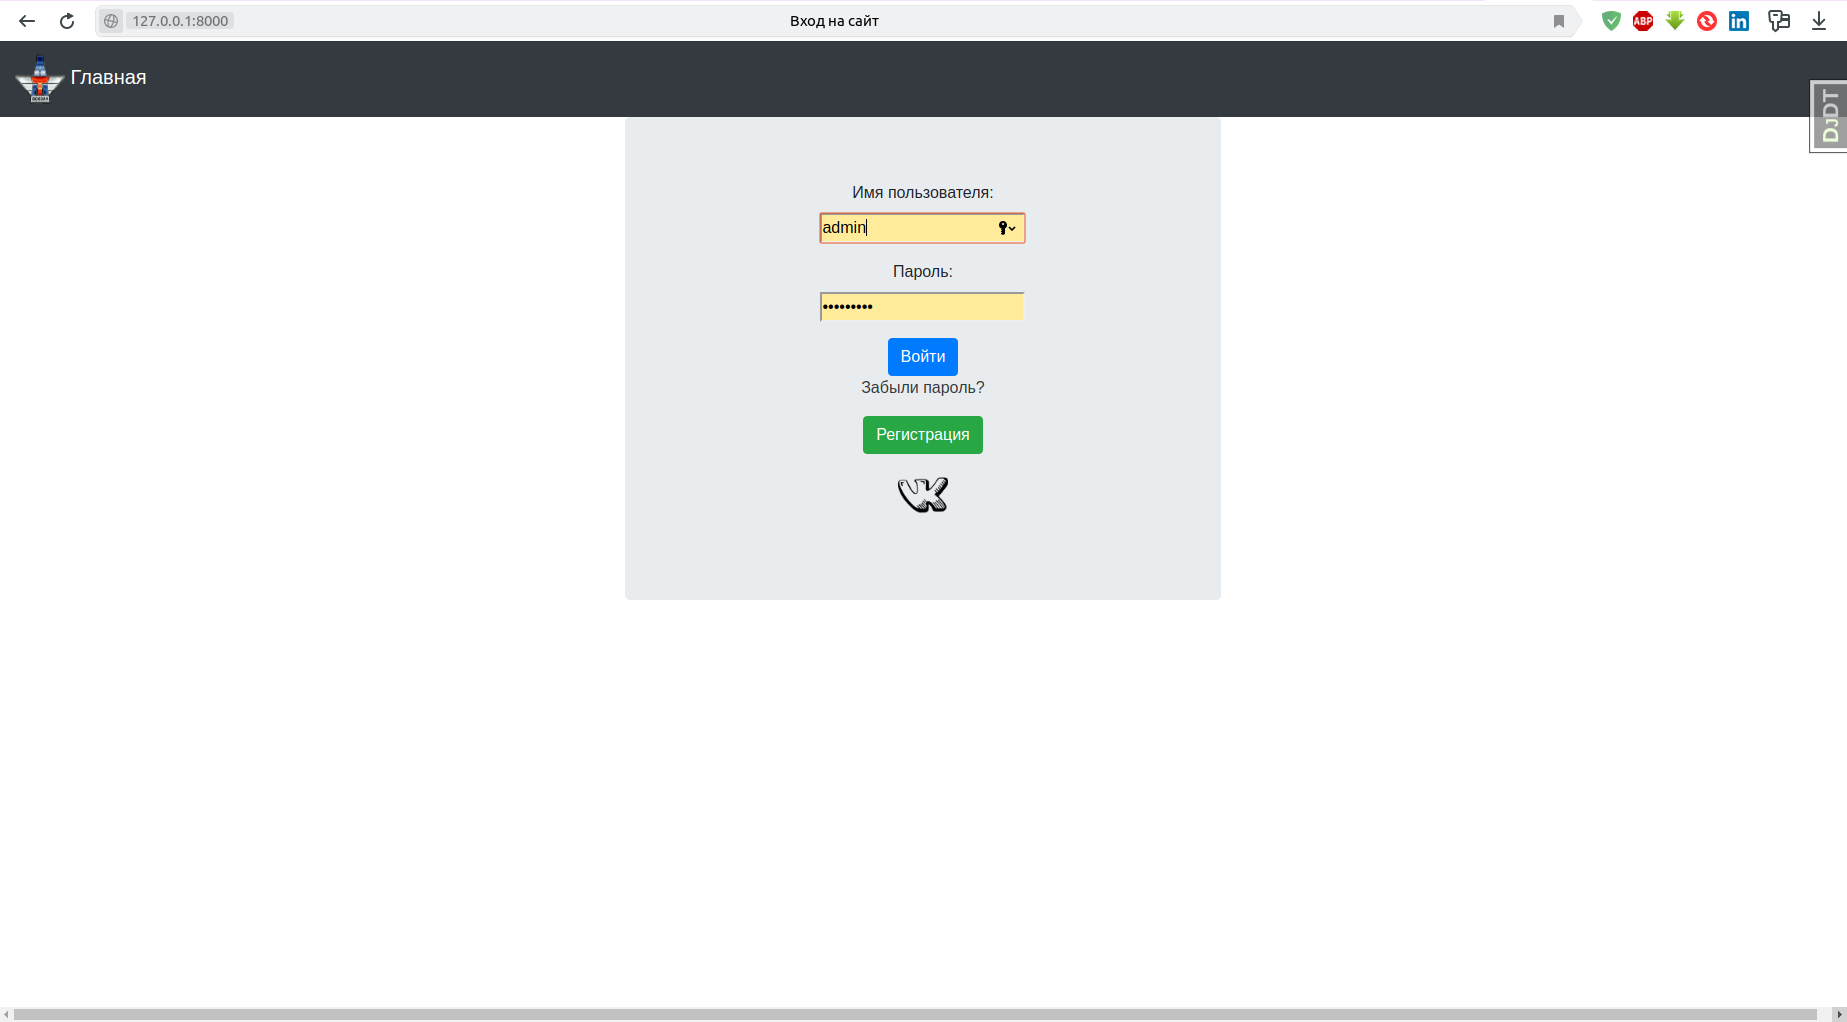 127.0.0.1:8000
Вход на сайт
ABP
in
Главная
DjDT
Имя пользователя:
admin
Пароль:
•••••••••
Войти
Забыли пароль?
Регистрация